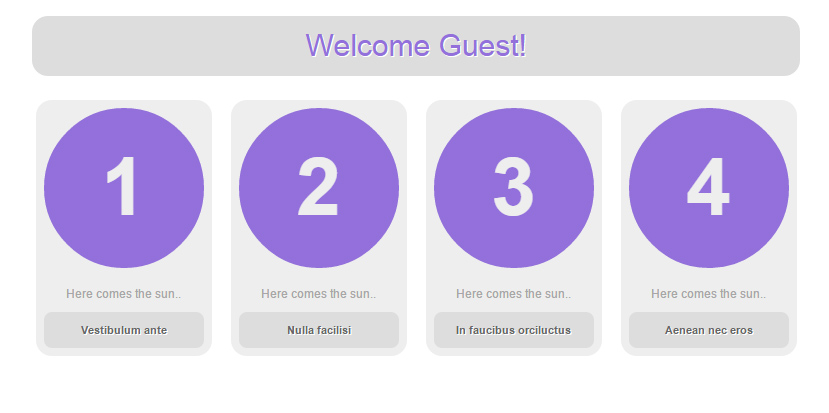 Welcome Guest!
1 2 3 4
Here comes the sun.. Here comes the sun.. Here comes the sun.. Here comes the sun..
Vestibulum ante Nulla facilisi In faucibus orciluctus Aenean nec eros